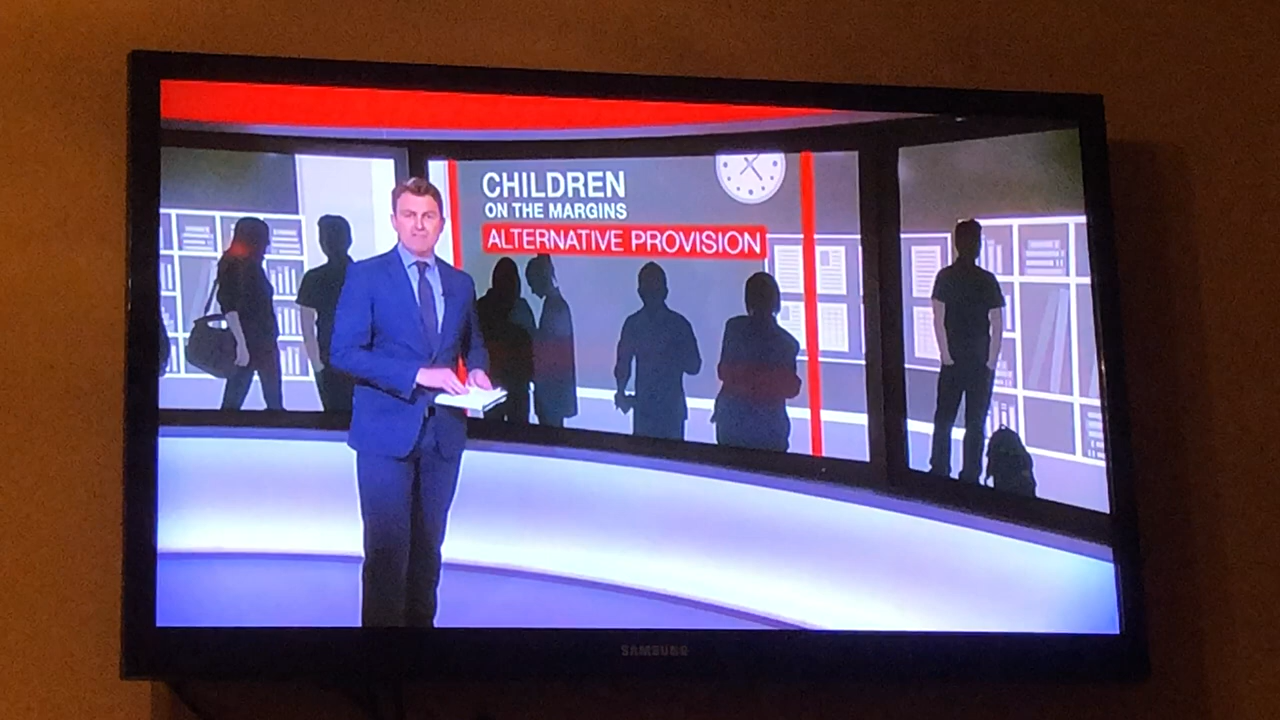 CHILDREN
ON THE MARGINS
ALTERNATIVE PROVISION
SAMSUNG